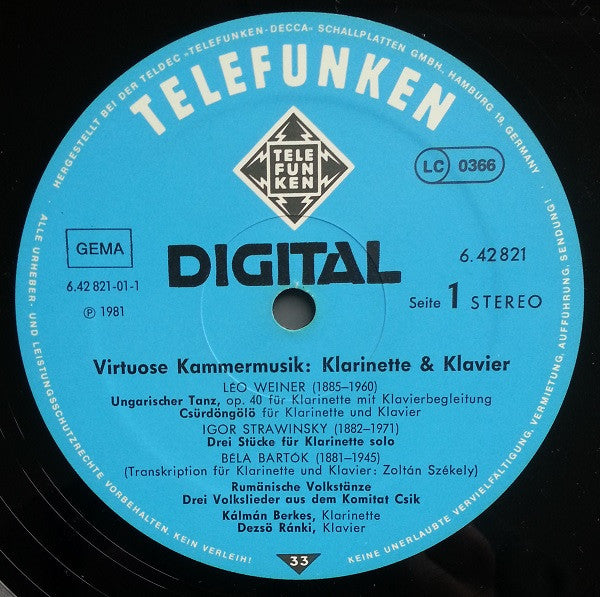 HERGESTELLT BEI DER TELDEC »TELEFUNKEN-DECCA« SCHALLPLATTEN GMBH., HAMBURG 19, GERMANY
TELEFUNKEN
TELE
FUN
KEN
LC 0366
GEMA
DIGITAL
6.42821
6.42 821-01-1
℗ 1981
Seite 1 STEREO
Virtuose Kammermusik: Klarinette & Klavier
LEO WEINER (1885–1960)
Ungarischer Tanz, op. 40 für Klarinette mit Klavierbegleitung
Csürdöngölö für Klarinette und Klavier
IGOR STRAWINSKY (1882–1971)
Drei Stücke für Klarinette solo
BÉLA BARTÓK (1881–1945)
(Transkription für Klarinette und Klavier: Zoltán Székely)
Rumänische Volkstänze
Drei Volkslieder aus dem Komitat Csik
Kálmán Berkes, Klarinette
Dezsö Ránki, Klavier
33
ALLE URHEBER- UND LEISTUNGSSCHUTZRECHTE VORBEHALTEN. KEIN VERLEIH!
KEINE UNERLAUBTE VERVIELFÄLTIGUNG, VERMIETUNG, AUFFÜHRUNG, SENDUNG!